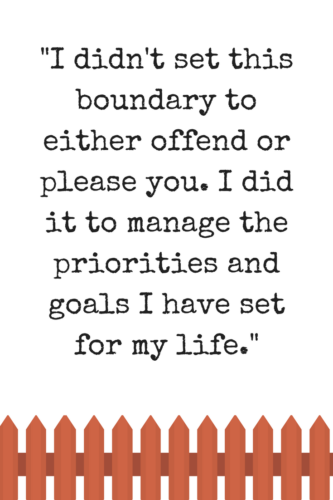 "I didn't set this
boundary to
either offend or
please you. I did
it to manage the
priorities and
goals I have set
for my life."